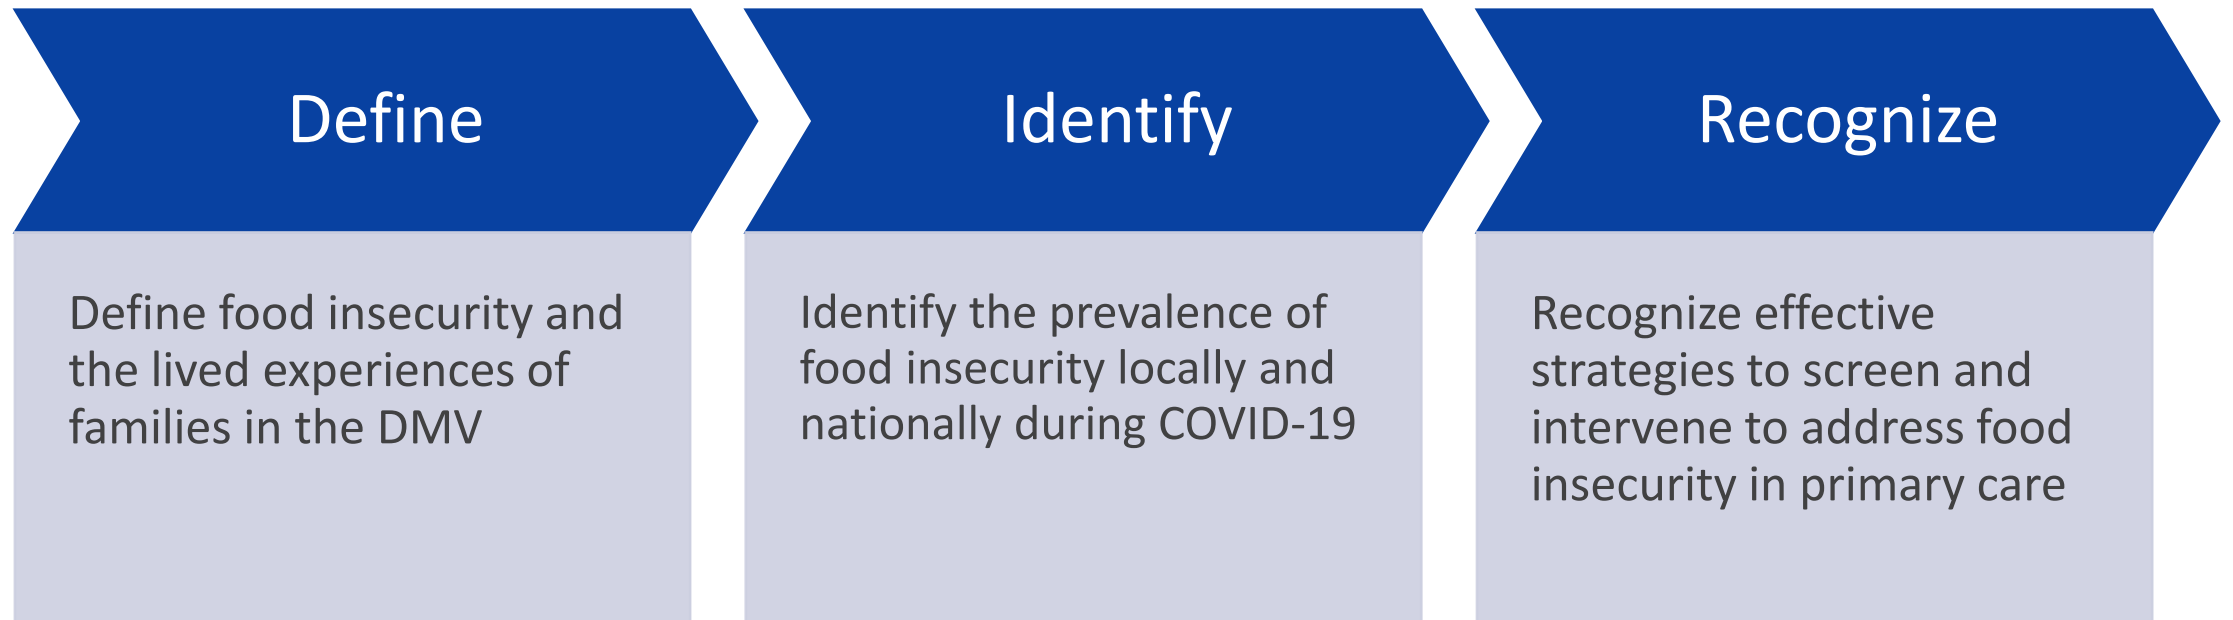 Define
Define food insecurity and
the lived experiences of
families in the DMV
Identify
Identify the prevalence of
food insecurity locally and
nationally during COVID-19
Recognize
Recognize effective
strategies to screen and
intervene to address food
insecurity in primary care